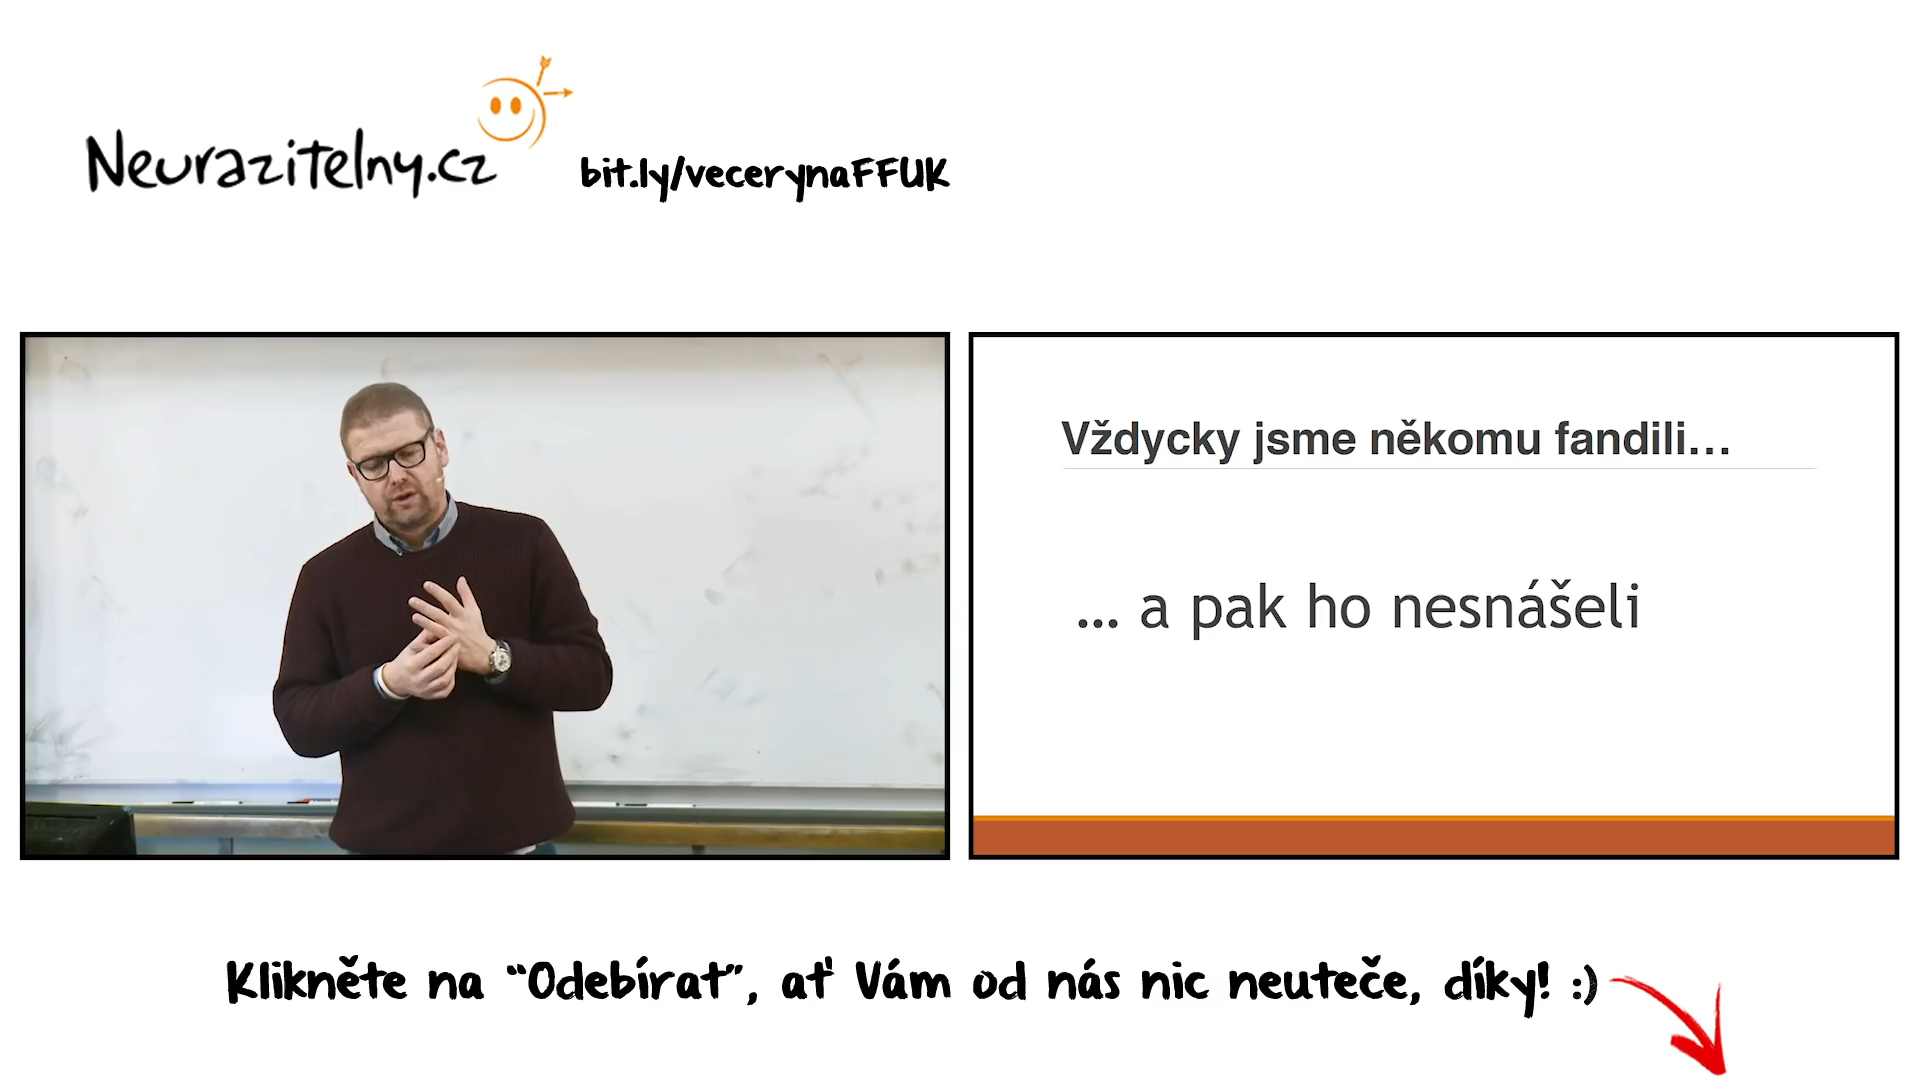 Neurazitelny.cz
bit.ly/vecerynaFFUK
Vždycky jsme někomu fandili...
... a pak ho nesnášeli
Klikněte na “Odebírat”, ať Vám od nás nic neuteče, díky! :)